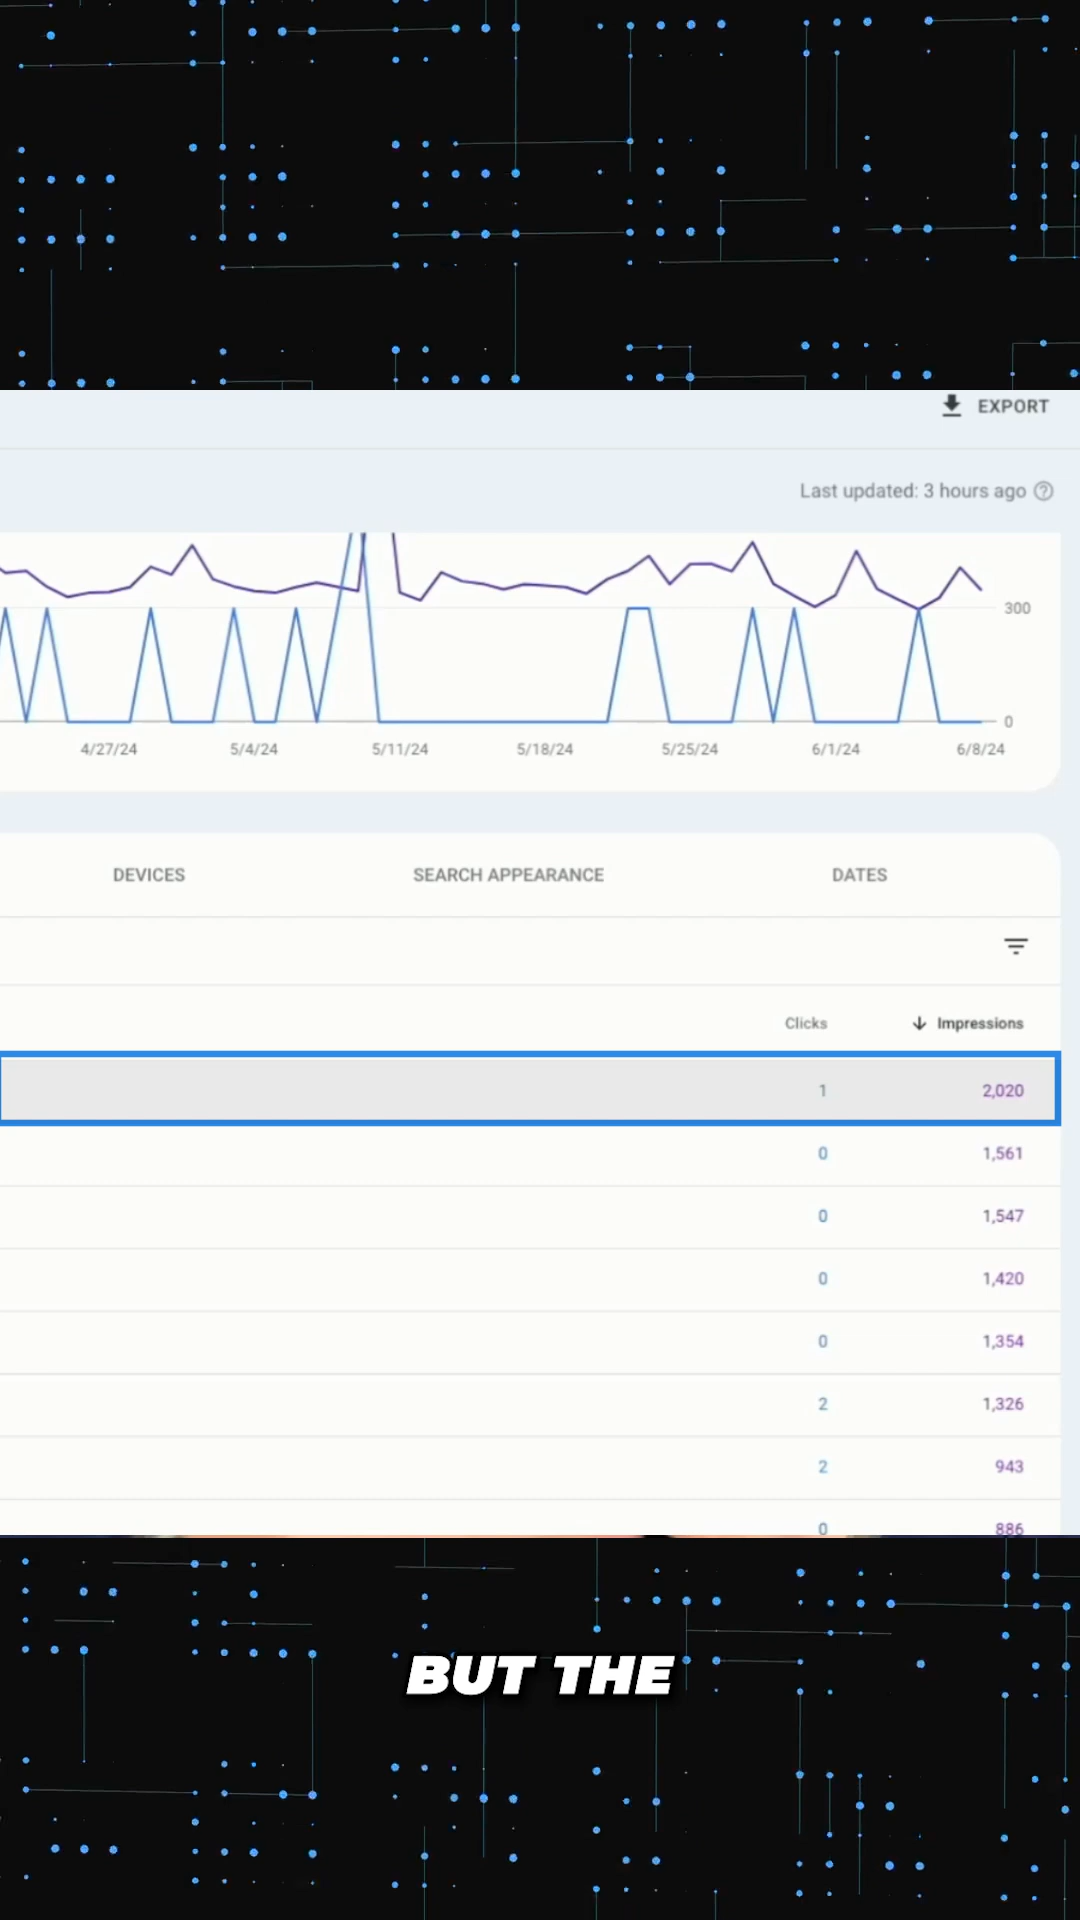 EXPORT
Last updated: 3 hours ago
300
0
4/27/24 5/4/24 5/11/24 5/18/24 5/25/24 6/1/24 6/8/24
DEVICES SEARCH APPEARANCE DATES
Clicks Impressions
1 2,020
0 1,561
0 1,547
0 1,420
0 1,354
2 1,326
2 943
0 886
BUT THE